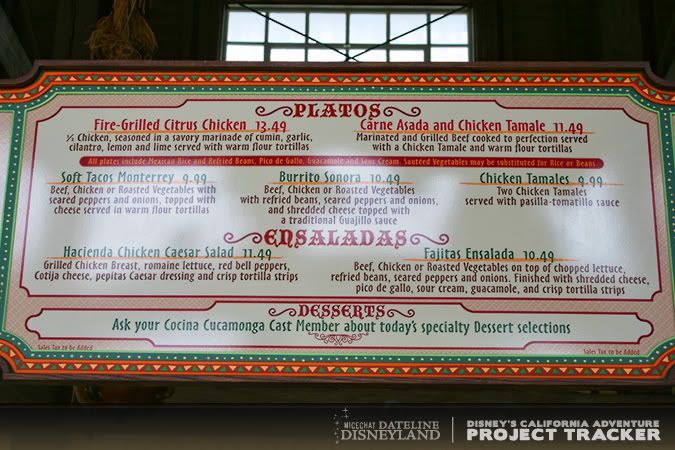 PLATOS
Fire-Grilled Citrus Chicken 13.49
½ Chicken, seasoned in a savory marinade of cumin, garlic,
cilantro, lemon and lime served with warm flour tortillas
Carne Asada and Chicken Tamale 11.49
Marinated and Grilled Beef cooked to perfection served
with a Chicken Tamale and warm flour tortillas
All plates include Mexican Rice and Refried Beans, Pico de Gallo, Guacamole and Sour Cream. Sautéed Vegetables may be substituted for Rice or Beans.
Soft Tacos Monterrey 9.99
Beef, Chicken or Roasted Vegetables with
seared peppers and onions, topped with
cheese served in warm flour tortillas
Burrito Sonora 10.49
Beef, Chicken or Roasted Vegetables
with refried beans, seared peppers and onions,
and shredded cheese topped with
a traditional Guajillo sauce
Chicken Tamales 9.99
Two Chicken Tamales
served with pasilla-tomatillo sauce
ENSALADAS
Hacienda Chicken Caesar Salad 11.49
Grilled Chicken Breast, romaine lettuce, red bell peppers,
Cotija cheese, pepitas Caesar dressing and crisp tortilla strips
Fajitas Ensalada 10.49
Beef, Chicken or Roasted Vegetables on top of chopped lettuce,
refried beans, seared peppers and onions. Finished with shredded cheese,
pico de gallo, sour cream, guacamole, and crisp tortilla strips
DESSERTS
Ask your Cocina Cucamonga Cast Member about today's specialty Dessert selections
Sales Tax to be Added
Sales Tax to be Added
MICECHAT DATELINE
DISNEYLAND
DISNEY'S CALIFORNIA ADVENTURE
PROJECT TRACKER